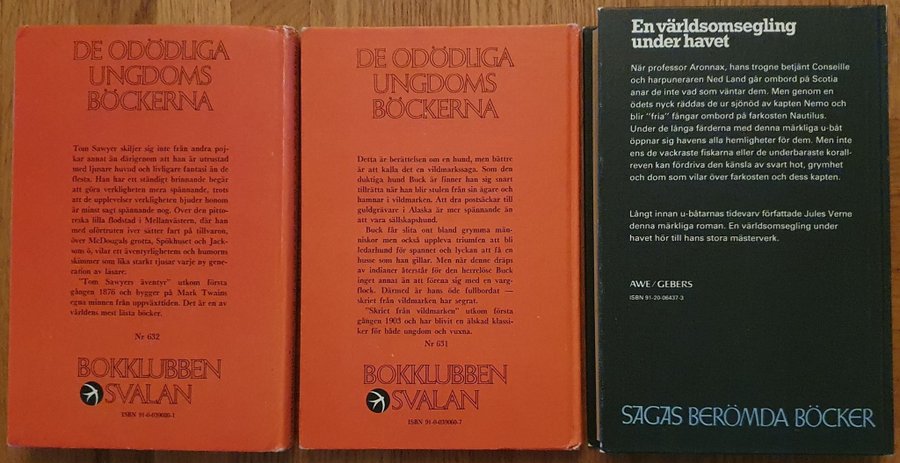 DE ODÖDLIGA
UNGDOMS
BÖCKERNA
Tom Sawyer skiljer sig inte från andra poj-
kar annat än därigenom att han är utrustad
med ljusare huvud och livligare fantasi än de
flesta. Han har ett ständigt brinnande begär
att göra verkligheten mera spännande, trots
att de upplevelser verkligheten bjuder honom
är minst sagt spännande nog. Över den pitto-
reska lilla flodstad i Mellanvästern, där han
med oförtruten iver sätter fart på tillvaron,
över McDougals grotta, Spökhuset och Jack-
sons ö, vilar ett äventyrlighetens och humorns
skimmer som lika starkt tjusar varje ny gene-
ration av läsare.
"Tom Sawyers äventyr" utkom första
gången 1876 och bygger på Mark Twains
egna minnen från uppväxttiden. Det är en av
världens mest lästa böcker.
Nr 632
BOKKLUBBEN
SVALAN
DE ODÖDLIGA
UNGDOMS
BÖCKERNA
Detta är berättelsen om en hund, men bättre
är att kalla det en vildmarkssaga. Som den
duktiga hund Buck är finner han sig snart
tillrätta när han blir stulen från sin ägare och
hamnar i vildmarken. Att dra postsäckar till
guldgrävar i Alaska är mer spännande än
att vara sällskapshund.
Buck får slita ont bland grymma män-
niskor men också uppleva triumfen att bli
ledarhund för spannet och lyckan att få en
husse som han gillar. Men när denne dräps
av indianer återstår för den herrelöse Buck
inget annat än att förena sig med en varg-
flock. Därmed är hans öde fullbordat —
skriet från vildmarken har segrat.
"Skriet från vildmarken" utkom första
gången 1903 och har blivit en älskad klassi-
ker för både ungdom och vuxna.
Nr 631
BOKKLUBBEN
SVALAN
ISBN 91-0-039060-7
En världsomsegling
under havet
När professor Aronnax, hans trogne betjänt Conseille
och harpuneraren Ned Land går ombord på Scotia
anar de inte vad som väntar dem. Men genom en
ödets nyck räddas de ur sjönöd av kapten Nemo och
blir "fria" fångar ombord på farkosten Nautilus.
Under de långa färderna med denna märkliga u-båt
öppnar sig havens alla hemligheter för dem. Men inte
ens de vackraste fiskarna eller de underbaraste korall-
reven kan fördriva den känsla av svart hot, grymhet
och dom som vilar över farkosten och dess kapten.
Långt innan u-båtarnas tidevarv författade Jules Verne
denna märkliga roman. En världsomsegling under
havet hör till hans stora mästerverk.
AWE/GEBERS
ISBN 91-20-06437-3
SAGAS BERÖMDA BÖCKER